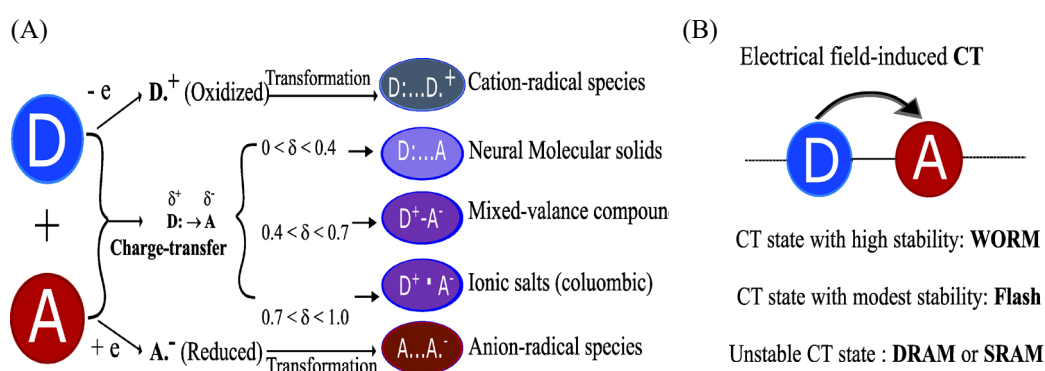 (A)
D
+
A
- e
D.⁺ (Oxidized)
Transformation
D:...D.⁺
Cation-radical species
δ⁺ δ⁻
D: → A
Charge-transfer
0 < δ < 0.4
D:...A
Neural Molecular solids
0.4 < δ < 0.7
D⁺-A⁻
Mixed-valance compoun
0.7 < δ < 1.0
D⁺ · A⁻
Ionic salts (coluombic)
+ e
A.⁻ (Reduced)
Transformation
A...A.⁻
Anion-radical species
(B)
Electrical field-induced CT
D A
CT state with high stability: WORM
CT state with modest stability: Flash
Unstable CT state : DRAM or SRAM